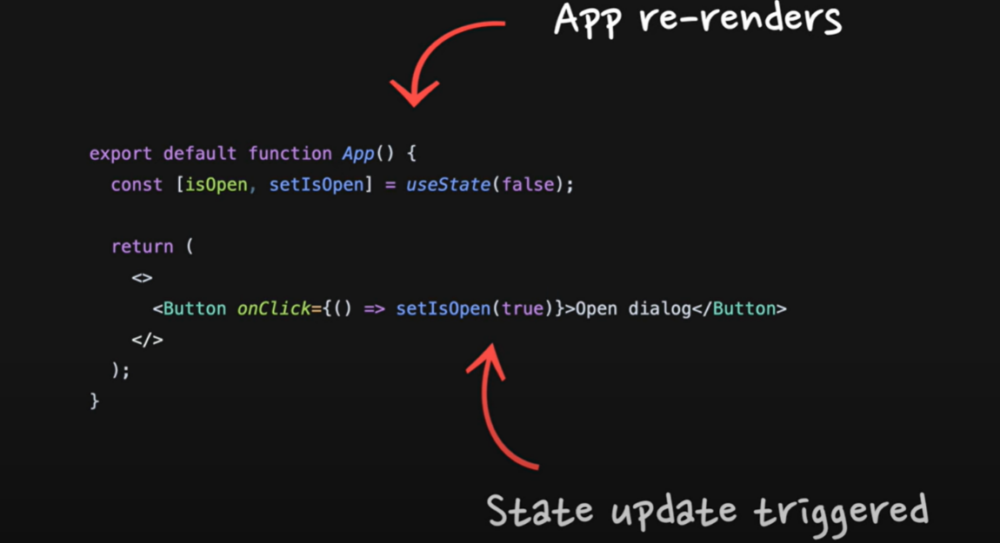 App re-renders
export default function App() {
const [isOpen, setIsOpen] = useState(false);
return (
<>
<Button onClick={() => setIsOpen(true)}>Open dialog</Button>
</>
);
}
State update triggered